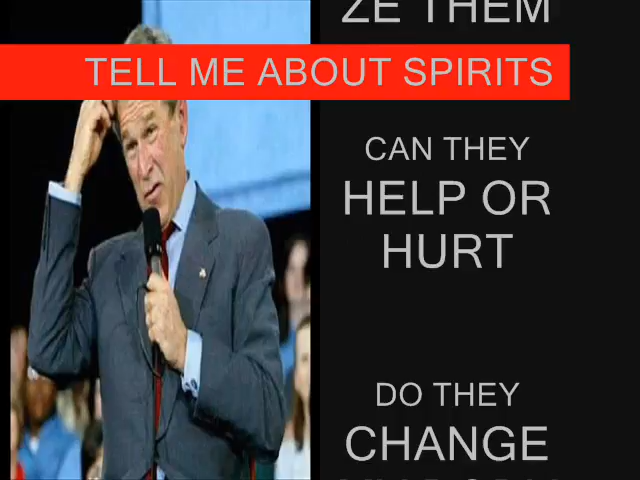 ZE THEM
TELL ME ABOUT SPIRITS
CAN THEY
HELP OR
HURT
DO THEY
CHANGE